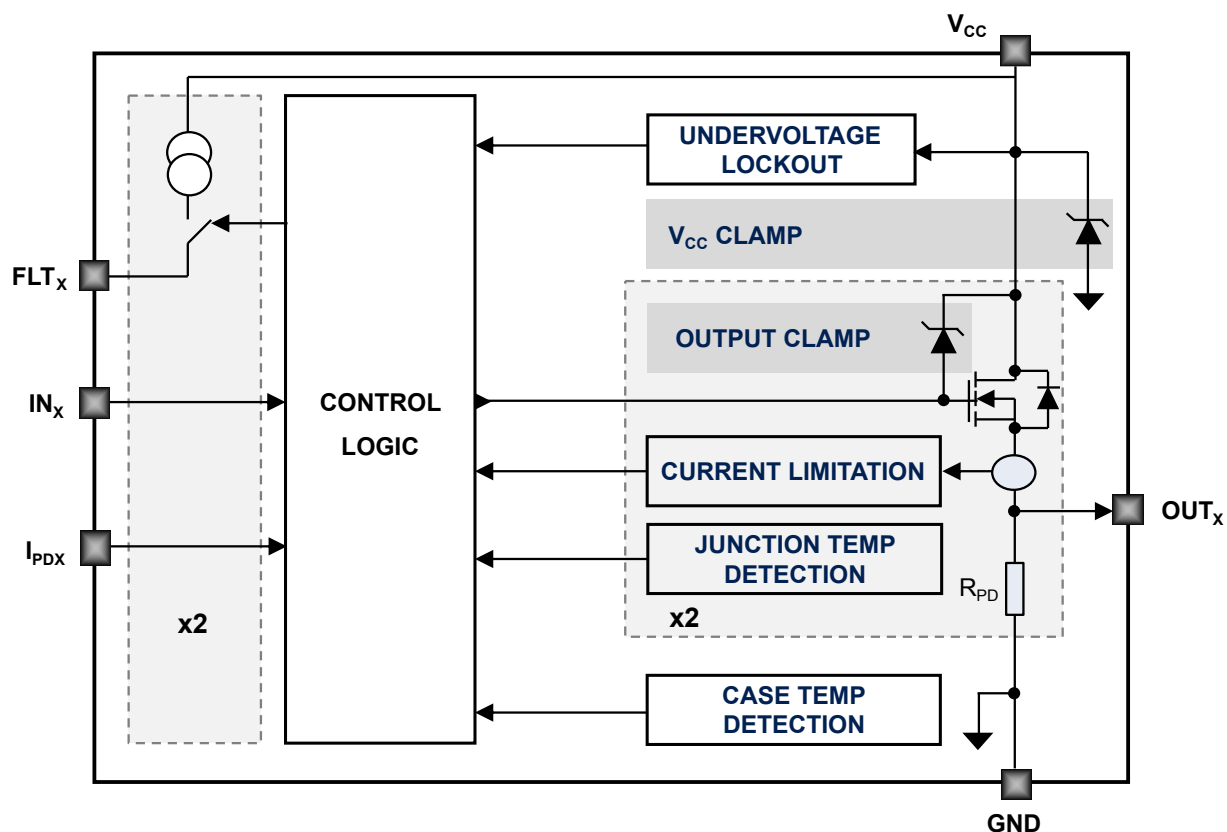 VCC
UNDERVOLTAGE
LOCKOUT
VCC CLAMP
FLTX
OUTPUT CLAMP
INX
CONTROL
LOGIC
CURRENT LIMITATION
OUTX
IPDX
JUNCTION TEMP
DETECTION
RPD
x2
x2
CASE TEMP
DETECTION
GND